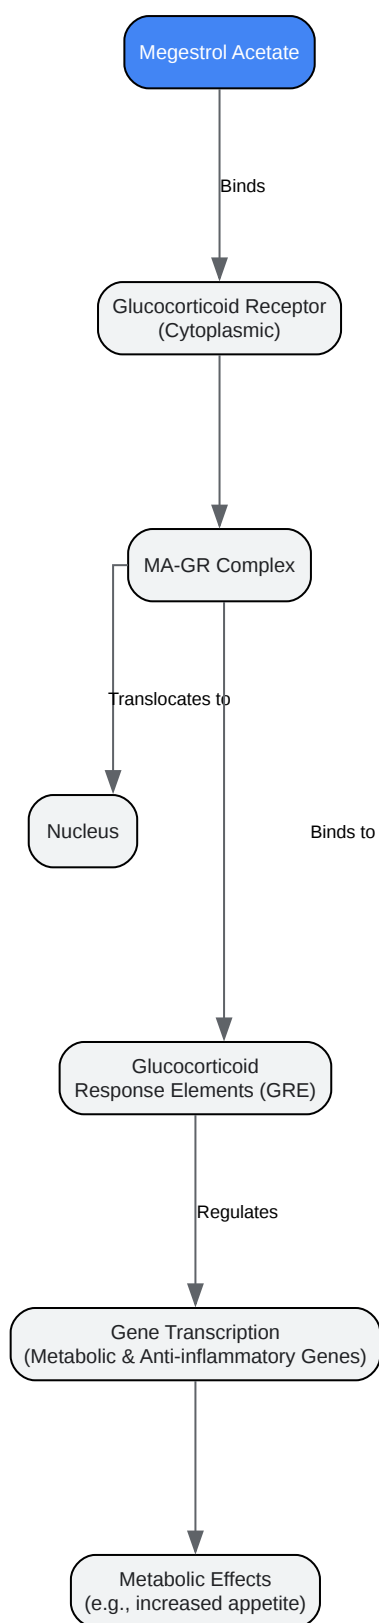 Megestrol Acetate
Binds
Glucocorticoid Receptor
(Cytoplasmic)
MA-GR Complex
Translocates to
Nucleus
Binds to
Glucocorticoid
Response Elements (GRE)
Regulates
Gene Transcription
(Metabolic & Anti-inflammatory Genes)
Metabolic Effects
(e.g., increased appetite)